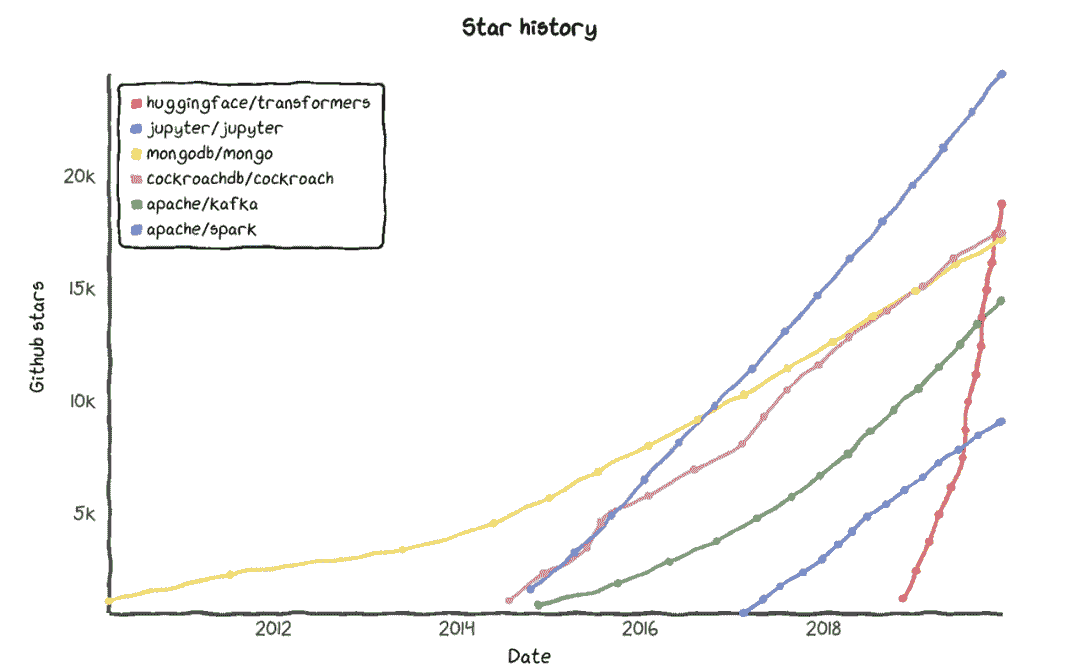 Star history
huggingface/transformers
jupyter/jupyter
mongodb/mongo
cockroachdb/cockroach
apache/kafka
apache/spark
20k
15k
10k
5k
Github stars
2012
2014
2016
2018
Date